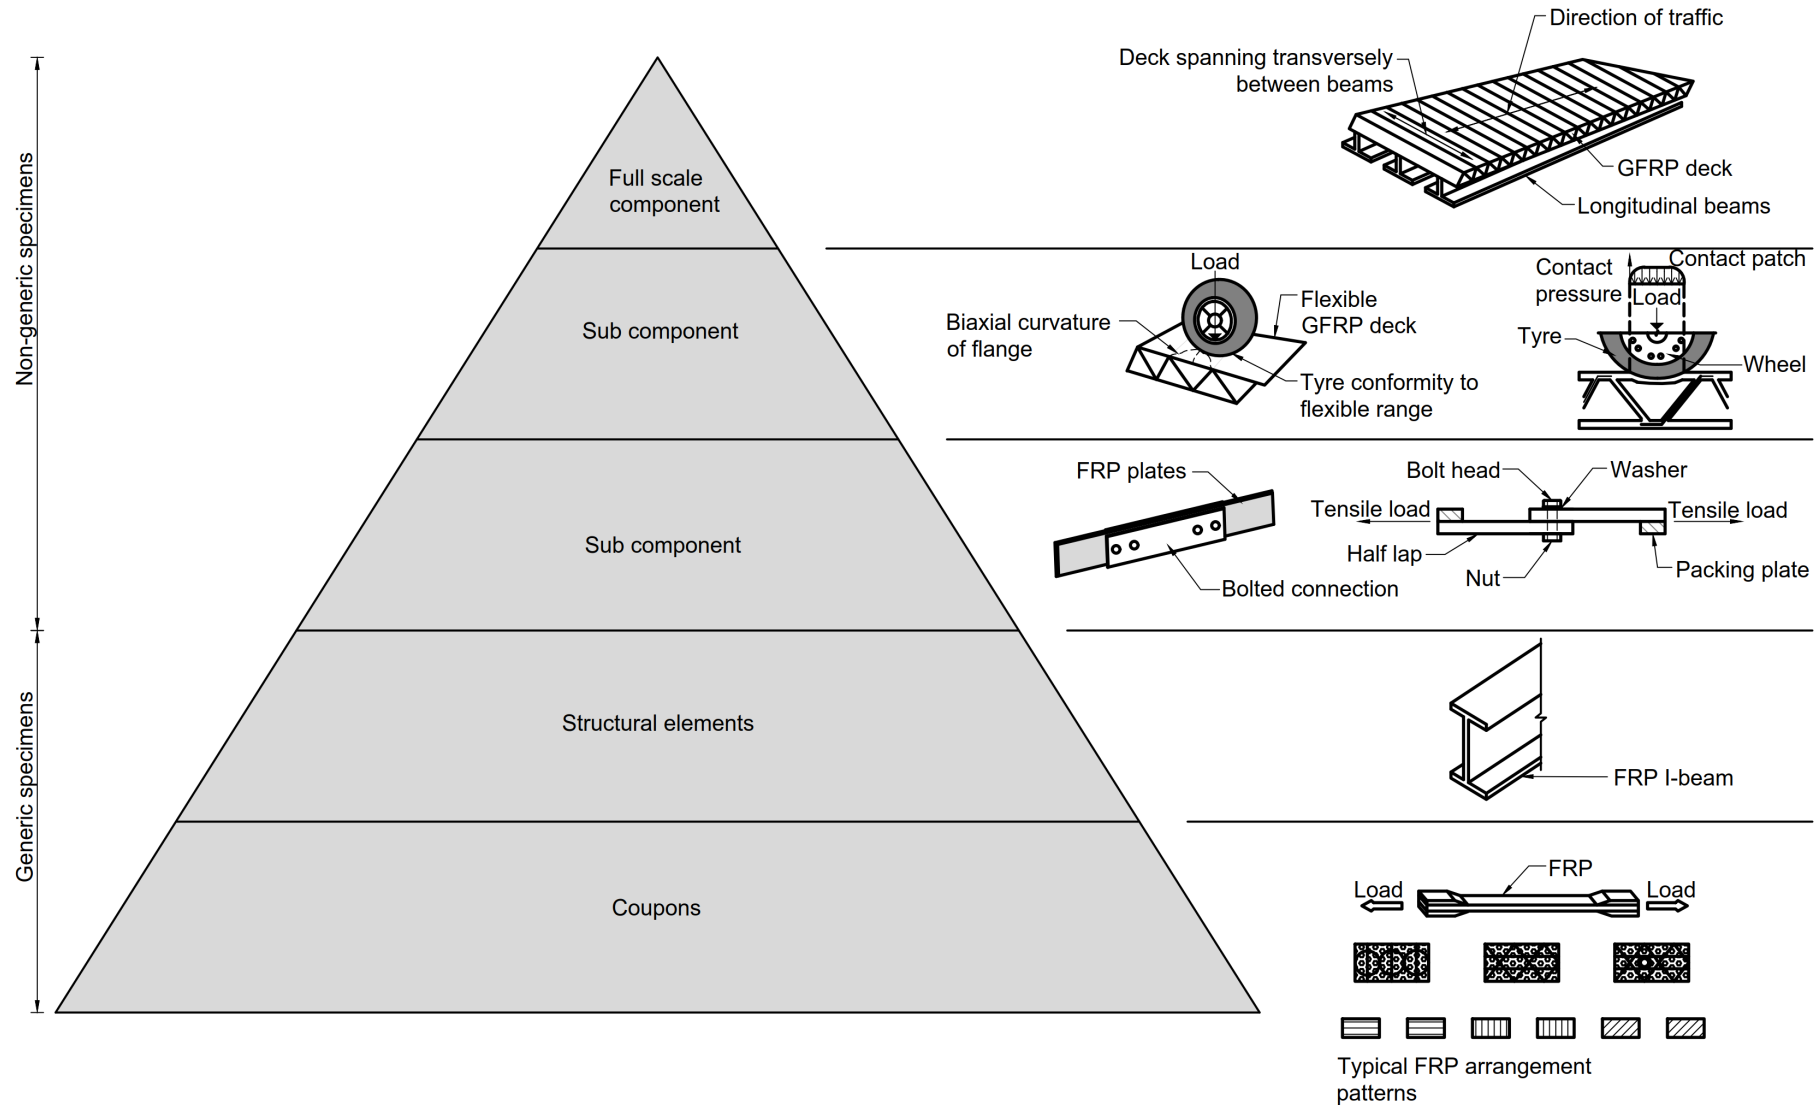 Direction of traffic
Deck spanning transversely
between beams
GFRP deck
Longitudinal beams
Non-generic specimens
Full scale
component
Load
Contact patch
Contact
pressure
Load
Flexible
GFRP deck
Biaxial curvature
of flange
Sub component
Tyre
Wheel
Tyre conformity to
flexible range
FRP plates
Bolt head
Washer
Tensile load
Tensile load
Sub component
Half lap
Nut
Packing plate
Bolted connection
Generic specimens
Structural elements
FRP I-beam
FRP
Load
Load
Coupons
Typical FRP arrangement
patterns